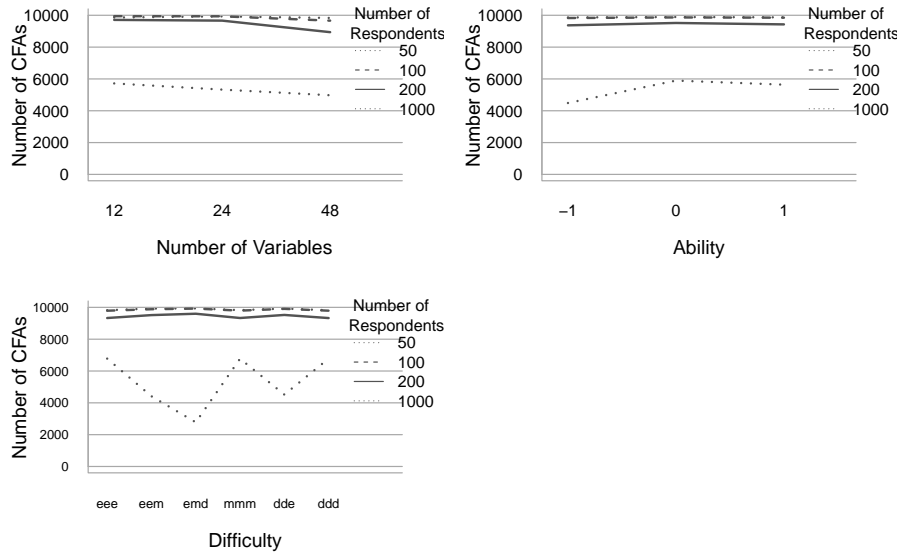 10000
8000
6000
4000
2000
0
Number of CFAs
12 24 48
Number of Variables
Number of
Respondents
50
100
200
1000
10000
8000
6000
4000
2000
0
Number of CFAs
−1 0 1
Ability
Number of
Respondents
50
100
200
1000
10000
8000
6000
4000
2000
0
Number of CFAs
eee eem emd mmm dde ddd
Difficulty
Number of
Respondents
50
100
200
1000